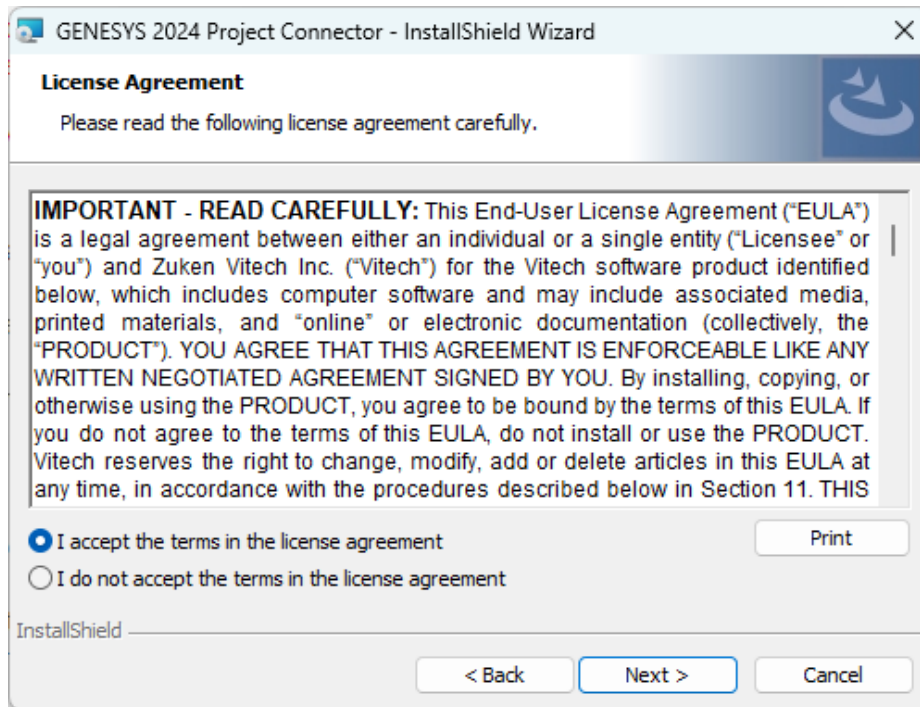 GENESYS 2024 Project Connector - InstallShield Wizard
License Agreement
Please read the following license agreement carefully.
IMPORTANT - READ CAREFULLY: This End-User License Agreement (“EULA”)
is a legal agreement between either an individual or a single entity (“Licensee” or
“you”) and Zuken Vitech Inc. (“Vitech”) for the Vitech software product identified
below, which includes computer software and may include associated media,
printed materials, and “online” or electronic documentation (collectively, the
“PRODUCT”). YOU AGREE THAT THIS AGREEMENT IS ENFORCEABLE LIKE ANY
WRITTEN NEGOTIATED AGREEMENT SIGNED BY YOU. By installing, copying, or
otherwise using the PRODUCT, you agree to be bound by the terms of this EULA. If
you do not agree to the terms of this EULA, do not install or use the PRODUCT.
Vitech reserves the right to change, modify, add or delete articles in this EULA at
any time, in accordance with the procedures described below in Section 11. THIS
I accept the terms in the license agreement
Print
I do not accept the terms in the license agreement
InstallShield
< Back
Next >
Cancel